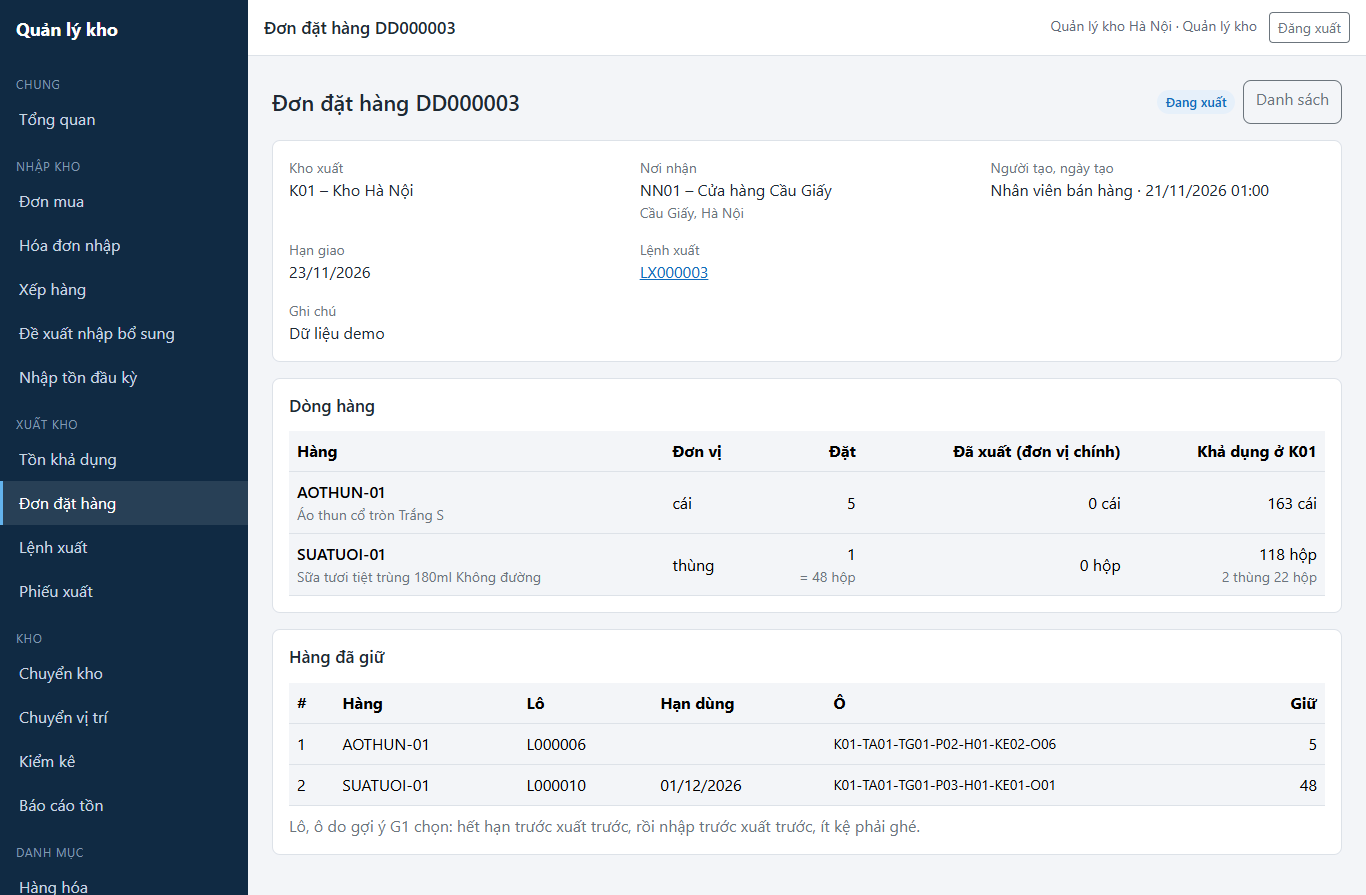 Quản lý kho
CHUNG
Tổng quan
NHẬP KHO
Đơn mua
Hóa đơn nhập
Xếp hàng
Đề xuất nhập bổ sung
Nhập tồn đầu kỳ
XUẤT KHO
Tồn khả dụng
Đơn đặt hàng
Lệnh xuất
Phiếu xuất
KHO
Chuyển kho
Chuyển vị trí
Kiểm kê
Báo cáo tồn
DANH MỤC
Hàng hóa
Đơn đặt hàng DD000003
Quản lý kho Hà Nội · Quản lý kho
Đăng xuất
Đơn đặt hàng DD000003
Đang xuất
Danh sách
Kho xuất
K01 – Kho Hà Nội
Nơi nhận
NN01 – Cửa hàng Cầu Giấy
Cầu Giấy, Hà Nội
Người tạo, ngày tạo
Nhân viên bán hàng · 21/11/2026 01:00
Hạn giao
23/11/2026
Lệnh xuất
LX000003
Ghi chú
Dữ liệu demo
Dòng hàng
Hàng Đơn vị Đặt Đã xuất (đơn vị chính) Khả dụng ở K01
AOTHUN-01
Áo thun cổ tròn Trắng S
cái 5 0 cái 163 cái
SUATUOI-01
Sữa tươi tiệt trùng 180ml Không đường
thùng
1
= 48 hộp
0 hộp
118 hộp
2 thùng 22 hộp
Hàng đã giữ
# Hàng Lô Hạn dùng Ô Giữ
1 AOTHUN-01 L000006 K01-TA01-TG01-P02-H01-KE02-O06 5
2 SUATUOI-01 L000010 01/12/2026 K01-TA01-TG01-P03-H01-KE01-O01 48
Lô, ô do gợi ý G1 chọn: hết hạn trước xuất trước, rồi nhập trước xuất trước, ít kệ phải ghé.